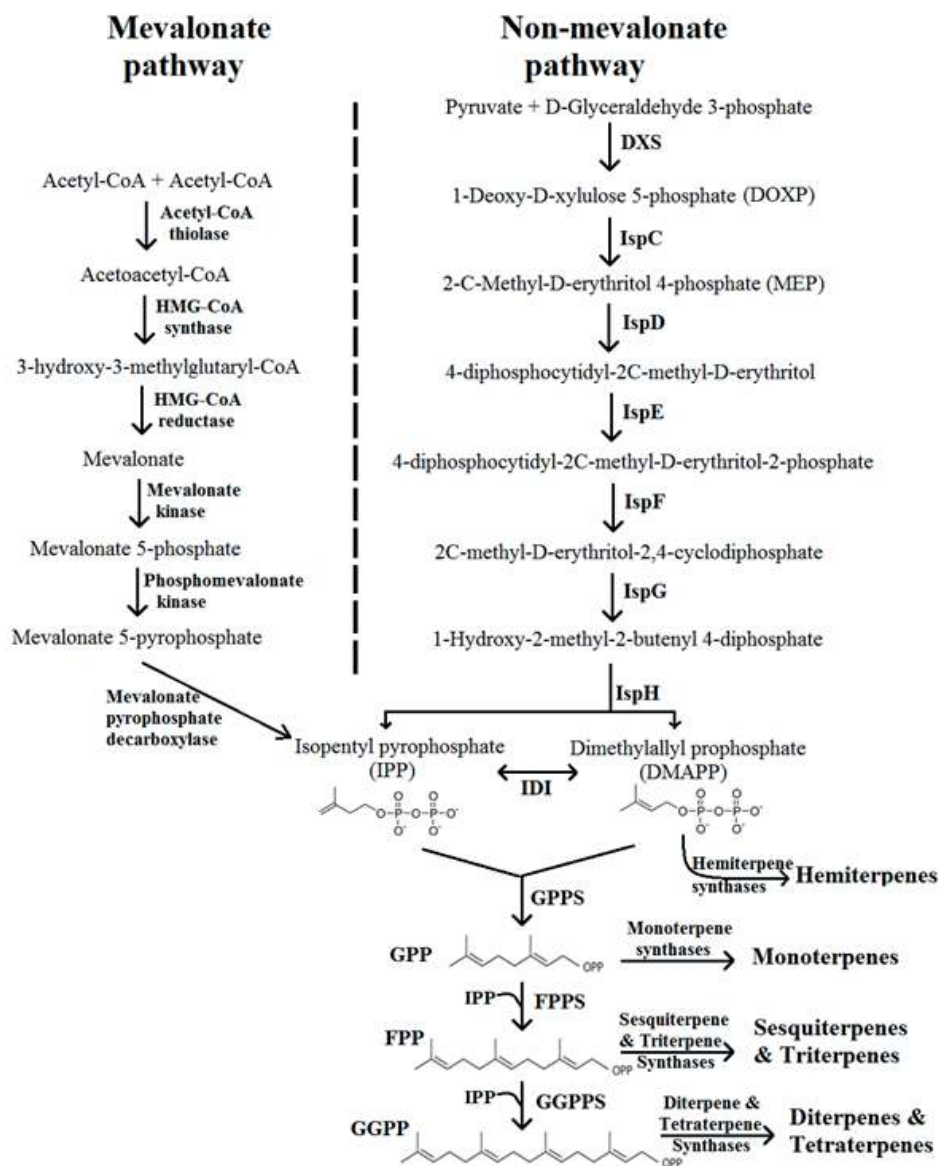 Mevalonate
pathway
Acetyl-CoA + Acetyl-CoA
Acetyl-CoA
thiolase
Acetoacetyl-CoA
HMG-CoA
synthase
3-hydroxy-3-methylglutaryl-CoA
HMG-CoA
reductase
Mevalonate
Mevalonate
kinase
Mevalonate 5-phosphate
Phosphomevalonate
kinase
Mevalonate 5-pyrophosphate
Mevalonate
pyrophosphate
decarboxylase
Non-mevalonate
pathway
Pyruvate + D-Glyceraldehyde 3-phosphate
DXS
1-Deoxy-D-xylulose 5-phosphate (DOXP)
IspC
2-C-Methyl-D-erythritol 4-phosphate (MEP)
IspD
4-diphosphocytidyl-2C-methyl-D-erythritol
IspE
4-diphosphocytidyl-2C-methyl-D-erythritol-2-phosphate
IspF
2C-methyl-D-erythritol-2,4-cyclodiphosphate
IspG
1-Hydroxy-2-methyl-2-butenyl 4-diphosphate
IspH
Isopentyl pyrophosphate
(IPP)
IDI
Dimethylallyl prophosphate
(DMAPP)
O O
O P O P O⁻
O⁻ O⁻
O O
O P O P O⁻
O⁻ O⁻
Hemiterpene
synthases
Hemiterpenes
GPPS
GPP
OPP
Monoterpene
synthases
Monoterpenes
IPP
FPPS
FPP
OPP
Sesquiterpene
& Triterpene
Synthases
Sesquiterpenes
& Triterpenes
IPP
GGPPS
GGPP
OPP
Diterpene &
Tetraterpene
Synthases
Diterpenes &
Tetraterpenes